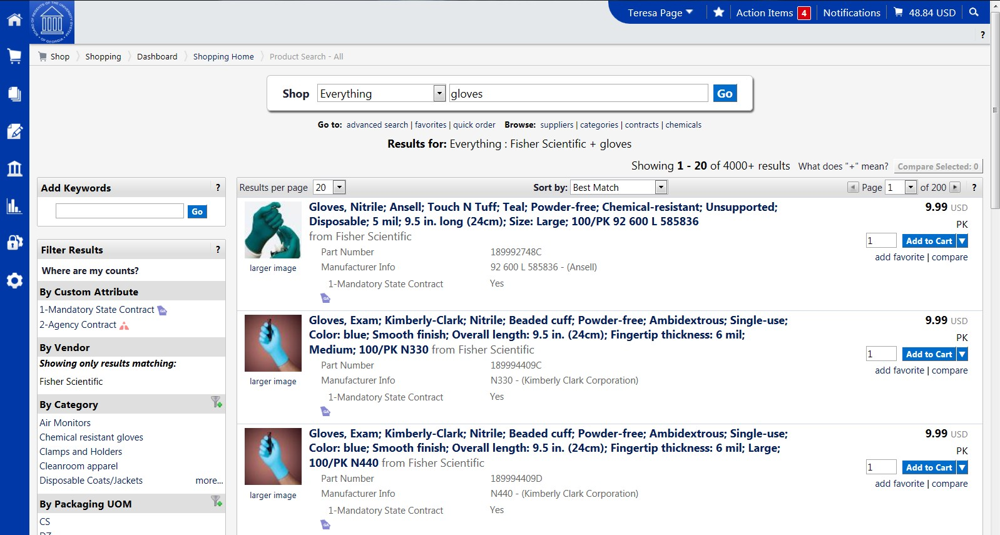 Teresa Page
Action Items 4
Notifications
48.84 USD
BOARD OF REGENTS OF THE UNIVERSITY SYSTEM OF GEORGIA
?
Shop
Shopping
Dashboard
Shopping Home
Product Search - All
Shop Everything gloves Go
Go to: advanced search | favorites | quick order Browse: suppliers | categories | contracts | chemicals
Results for: Everything : Fisher Scientific + gloves
Showing 1 - 20 of 4000+ results What does "+" mean? Compare Selected: 0
Add Keywords ?
Go
Filter Results ?
Where are my counts?
By Custom Attribute
1-Mandatory State Contract GA
2-Agency Contract
By Vendor
Showing only results matching:
Fisher Scientific
By Category
Air Monitors
Chemical resistant gloves
Clamps and Holders
Cleanroom apparel
Disposable Coats/Jackets more...
By Packaging UOM
CS
DZ
Results per page 20 Sort by: Best Match Page 1 of 200 ?
Gloves, Nitrile; Ansell; Touch N Tuff; Teal; Powder-free; Chemical-resistant; Unsupported;
Disposable; 5 mil; 9.5 in. long (24cm); Size: Large; 100/PK 92 600 L 585836
from Fisher Scientific
larger image
Part Number 189992748C
Manufacturer Info 92 600 L 585836 - (Ansell)
1-Mandatory State Contract Yes
GA
9.99 USD
PK
1 Add to Cart
add favorite | compare
Gloves, Exam; Kimberly-Clark; Nitrile; Beaded cuff; Powder-free; Ambidextrous; Single-use;
Color: blue; Smooth finish; Overall length: 9.5 in. (24cm); Fingertip thickness: 6 mil;
Medium; 100/PK N330 from Fisher Scientific
larger image
Part Number 189994409C
Manufacturer Info N330 - (Kimberly Clark Corporation)
1-Mandatory State Contract Yes
GA
9.99 USD
PK
1 Add to Cart
add favorite | compare
Gloves, Exam; Kimberly-Clark; Nitrile; Beaded cuff; Powder-free; Ambidextrous; Single-use;
Color: blue; Smooth finish; Overall length: 9.5 in. (24cm); Fingertip thickness: 6 mil; Large;
100/PK N440 from Fisher Scientific
larger image
Part Number 189994409D
Manufacturer Info N440 - (Kimberly Clark Corporation)
1-Mandatory State Contract Yes
GA
9.99 USD
PK
1 Add to Cart
add favorite | compare